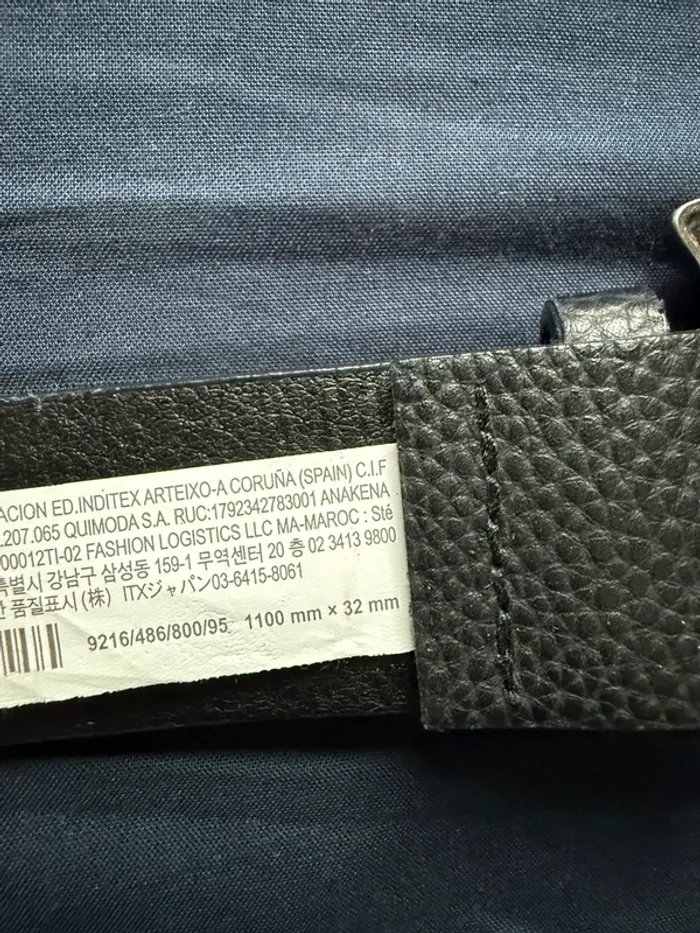 ACION ED.INDITEX ARTEIXO-A CORUÑA (SPAIN) C.I.F
.207.065 QUIMODA S.A. RUC:1792342783001 ANAKENA
00012TI-02 FASHION LOGISTICS LLC MA-MAROC : Sté
특별시 강남구 삼성동 159-1 무역센터 20 층 02 3413 9800
품질표시 (株) ITXジャパン03-6415-8061
9216/486/800/95 1100 mm × 32 mm